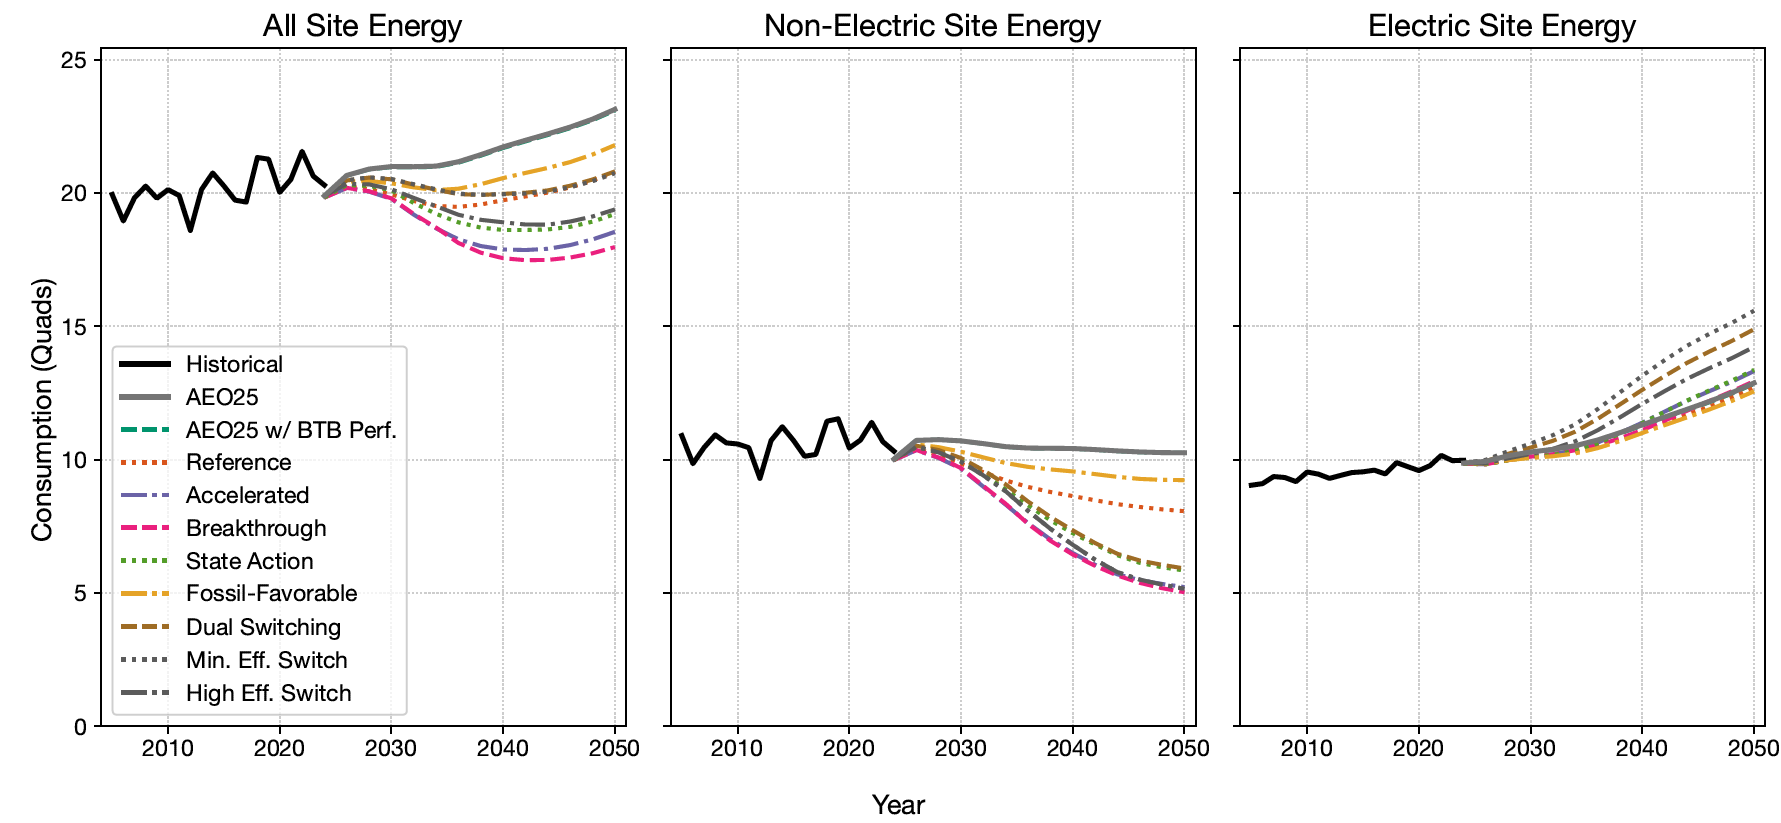 All Site Energy
Non-Electric Site Energy
Electric Site Energy
Consumption (Quads)
25
20
15
10
5
0
Historical
AEO25
AEO25 w/ BTB Perf.
Reference
Accelerated
Breakthrough
State Action
Fossil-Favorable
Dual Switching
Min. Eff. Switch
High Eff. Switch
2010 2020 2030 2040 2050
2010 2020 2030 2040 2050
2010 2020 2030 2040 2050
Year